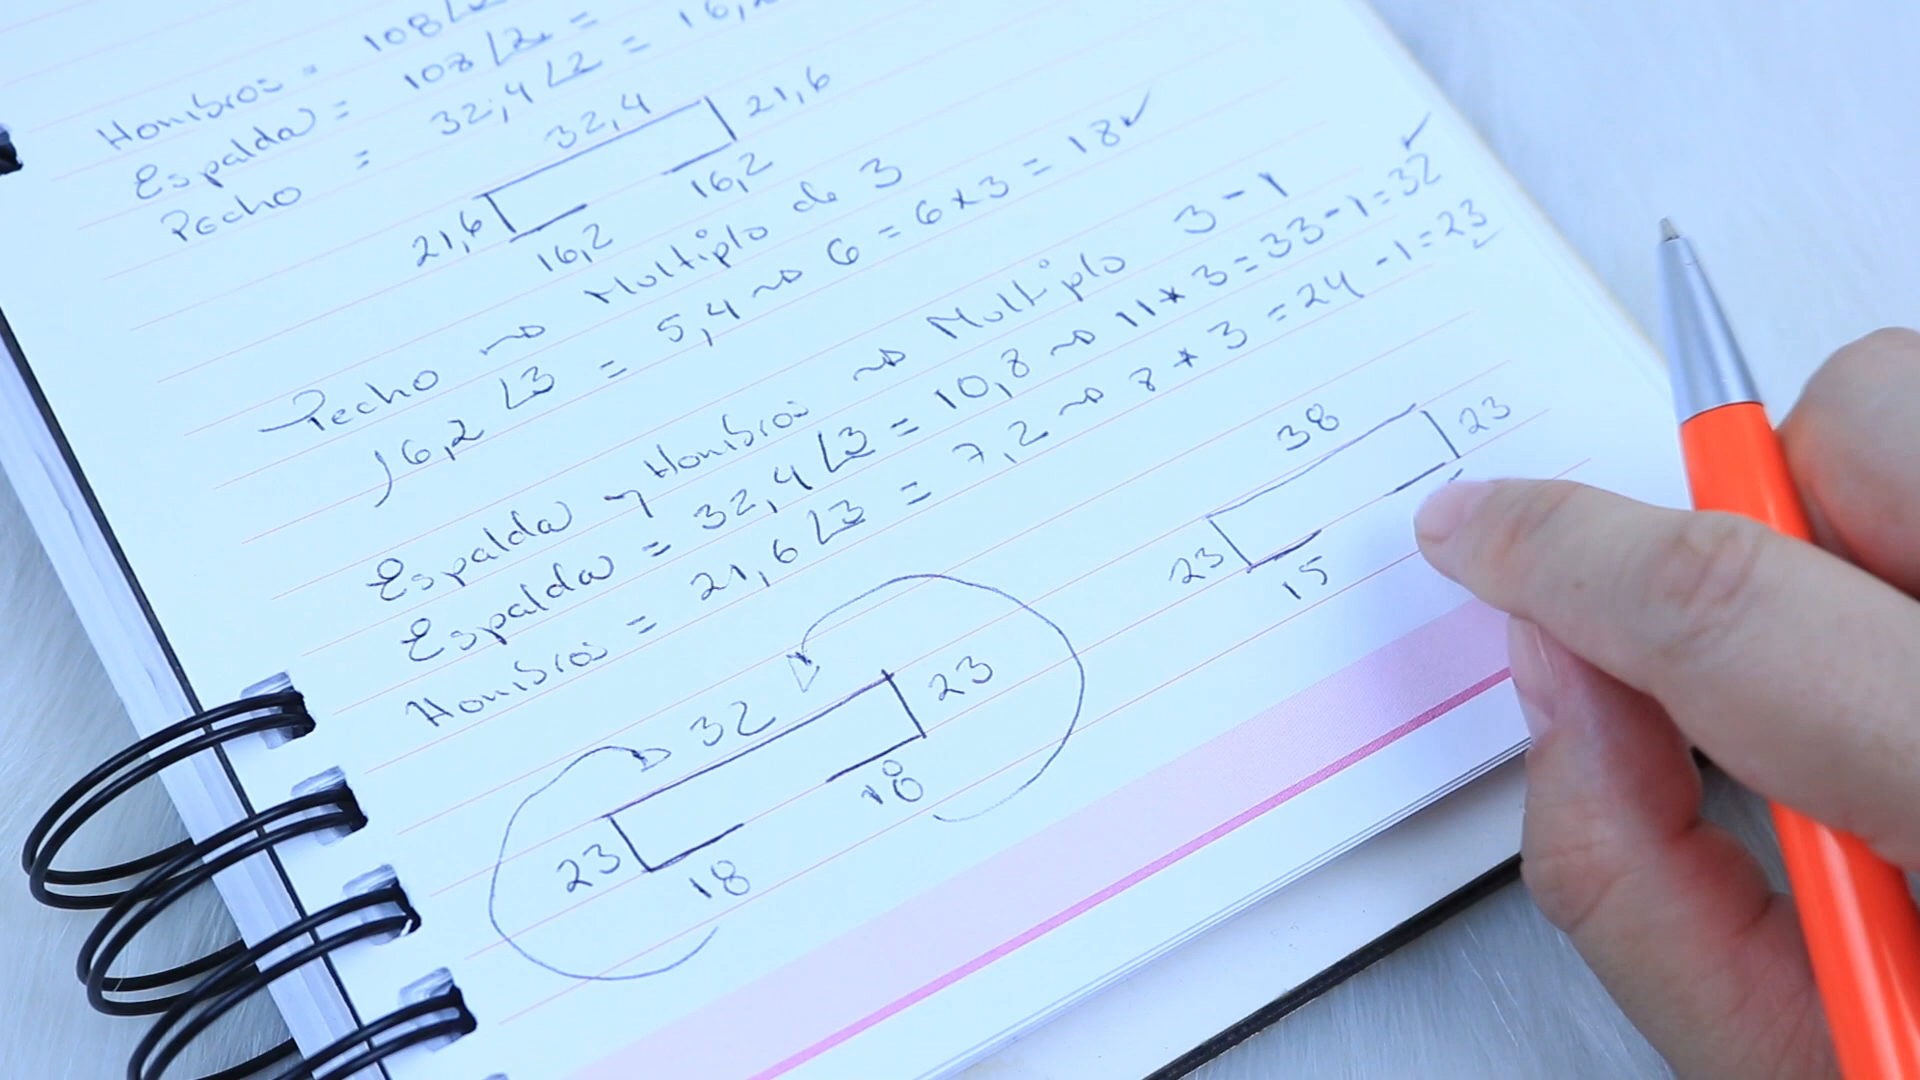 Hombros = 108
Espalda = 108 ∠2 =
Pecho = 32,4 ∠2 = 16,2
32,4
21,6 21,6
16,2 16,2
Pecho → Multiplo de 3
16,2 ∠3 = 5,4 → 6 = 6x3 = 18 ✓
Espalda y Hombros → Multiplo 3-1
Espalda = 32,4 ∠3 = 10,8 → 11*3=33-1=32 ✓
Hombros = 21,6 ∠3 = 7,2 → 8*3 = 24 -1=23
32
23 23
18 18
38
23 23
15